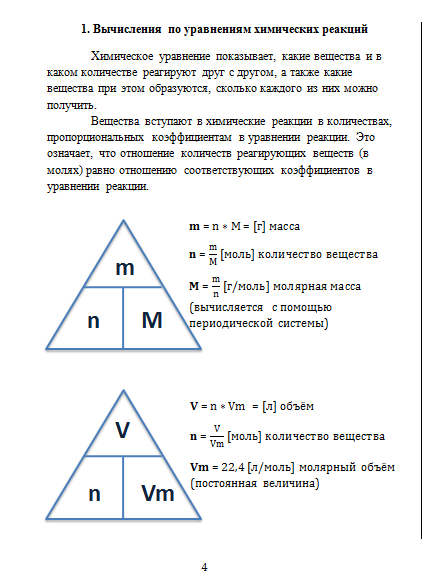 1. Вычисления по уравнениям химических реакций
Химическое уравнение показывает, какие вещества и в
каком количестве реагируют друг с другом, а также какие
вещества при этом образуются, сколько каждого из них можно
получить.
Вещества вступают в химические реакции в количествах,
пропорциональных коэффициентам в уравнении реакции. Это
означает, что отношение количеств реагирующих веществ (в
молях) равно отношению соответствующих коэффициентов в
уравнении реакции.
m
n M
m = n * M = [г] масса
n = m/M [моль] количество вещества
M = m/n [г/моль] молярная масса
(вычисляется с помощью
периодической системы)
V
n Vm
V = n * Vm = [л] объём
n = V/Vm [моль] количество вещества
Vm = 22,4 [л/моль] молярный объём
(постоянная величина)
4